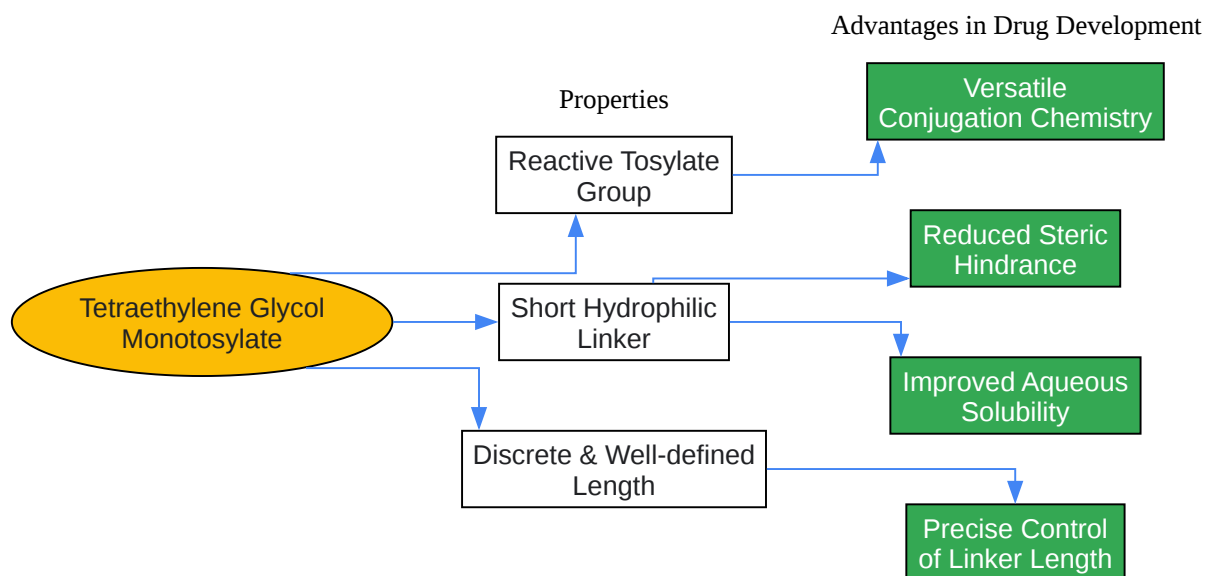 Advantages in Drug Development
Properties
Versatile
Conjugation Chemistry
Reactive Tosylate
Group
Reduced Steric
Hindrance
Tetraethylene Glycol
Monotosylate
Short Hydrophilic
Linker
Improved Aqueous
Solubility
Discrete & Well-defined
Length
Precise Control
of Linker Length